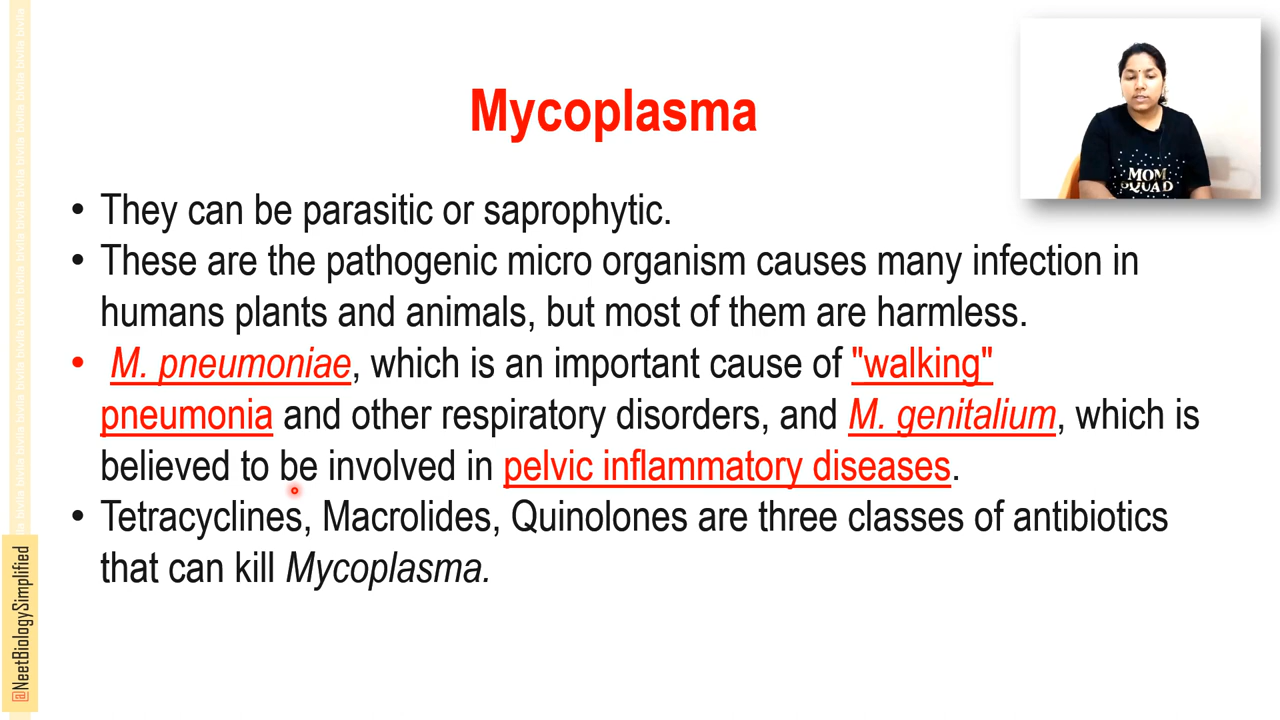 Mycoplasma
MOM
SQUAD
• They can be parasitic or saprophytic.
• These are the pathogenic micro organism causes many infection in
humans plants and animals, but most of them are harmless.
• M. pneumoniae, which is an important cause of "walking"
pneumonia and other respiratory disorders, and M. genitalium, which is
believed to be involved in pelvic inflammatory diseases.
• Tetracyclines, Macrolides, Quinolones are three classes of antibiotics
that can kill Mycoplasma.
@NeetBiologySimplified